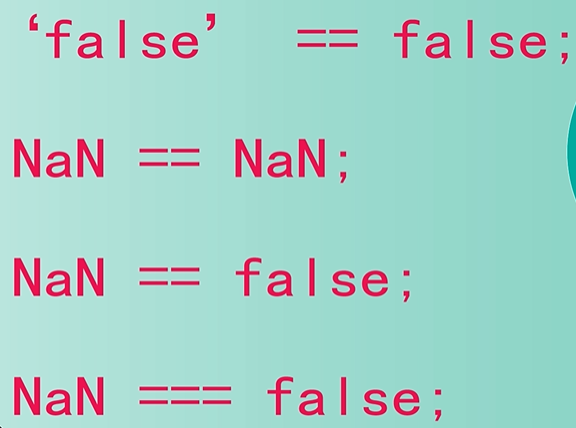 ‘false’ == false;
NaN == NaN;
NaN == false;
NaN === false;